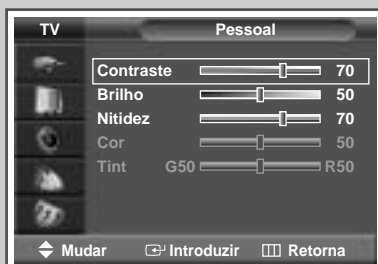 TV Pessoal
Contraste 70
Brilho 50
Nitidez 70
Cor 50
Tint G50 R50
Mudar Introduzir Retorna